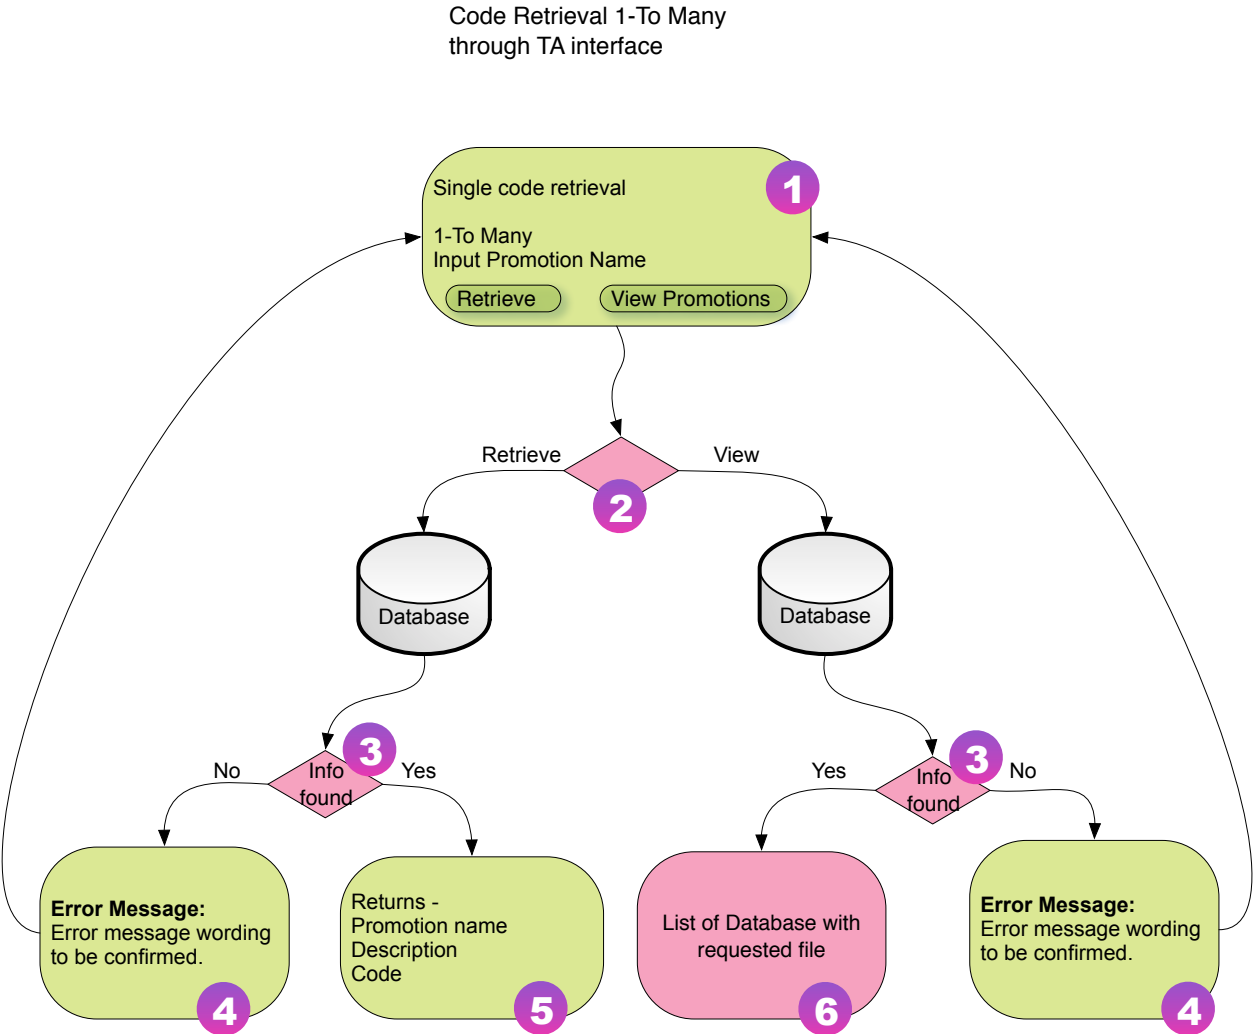 Code Retrieval 1-To Many
through TA interface
1
Single code retrieval
1-To Many
Input Promotion Name
Retrieve
View Promotions
Retrieve
View
2
Database
Database
3
3
No
Info
found
Yes
Yes
Info
found
No
Error Message:
Error message wording
to be confirmed.
4
Returns -
Promotion name
Description
Code
5
List of Database with
requested file
6
Error Message:
Error message wording
to be confirmed.
4